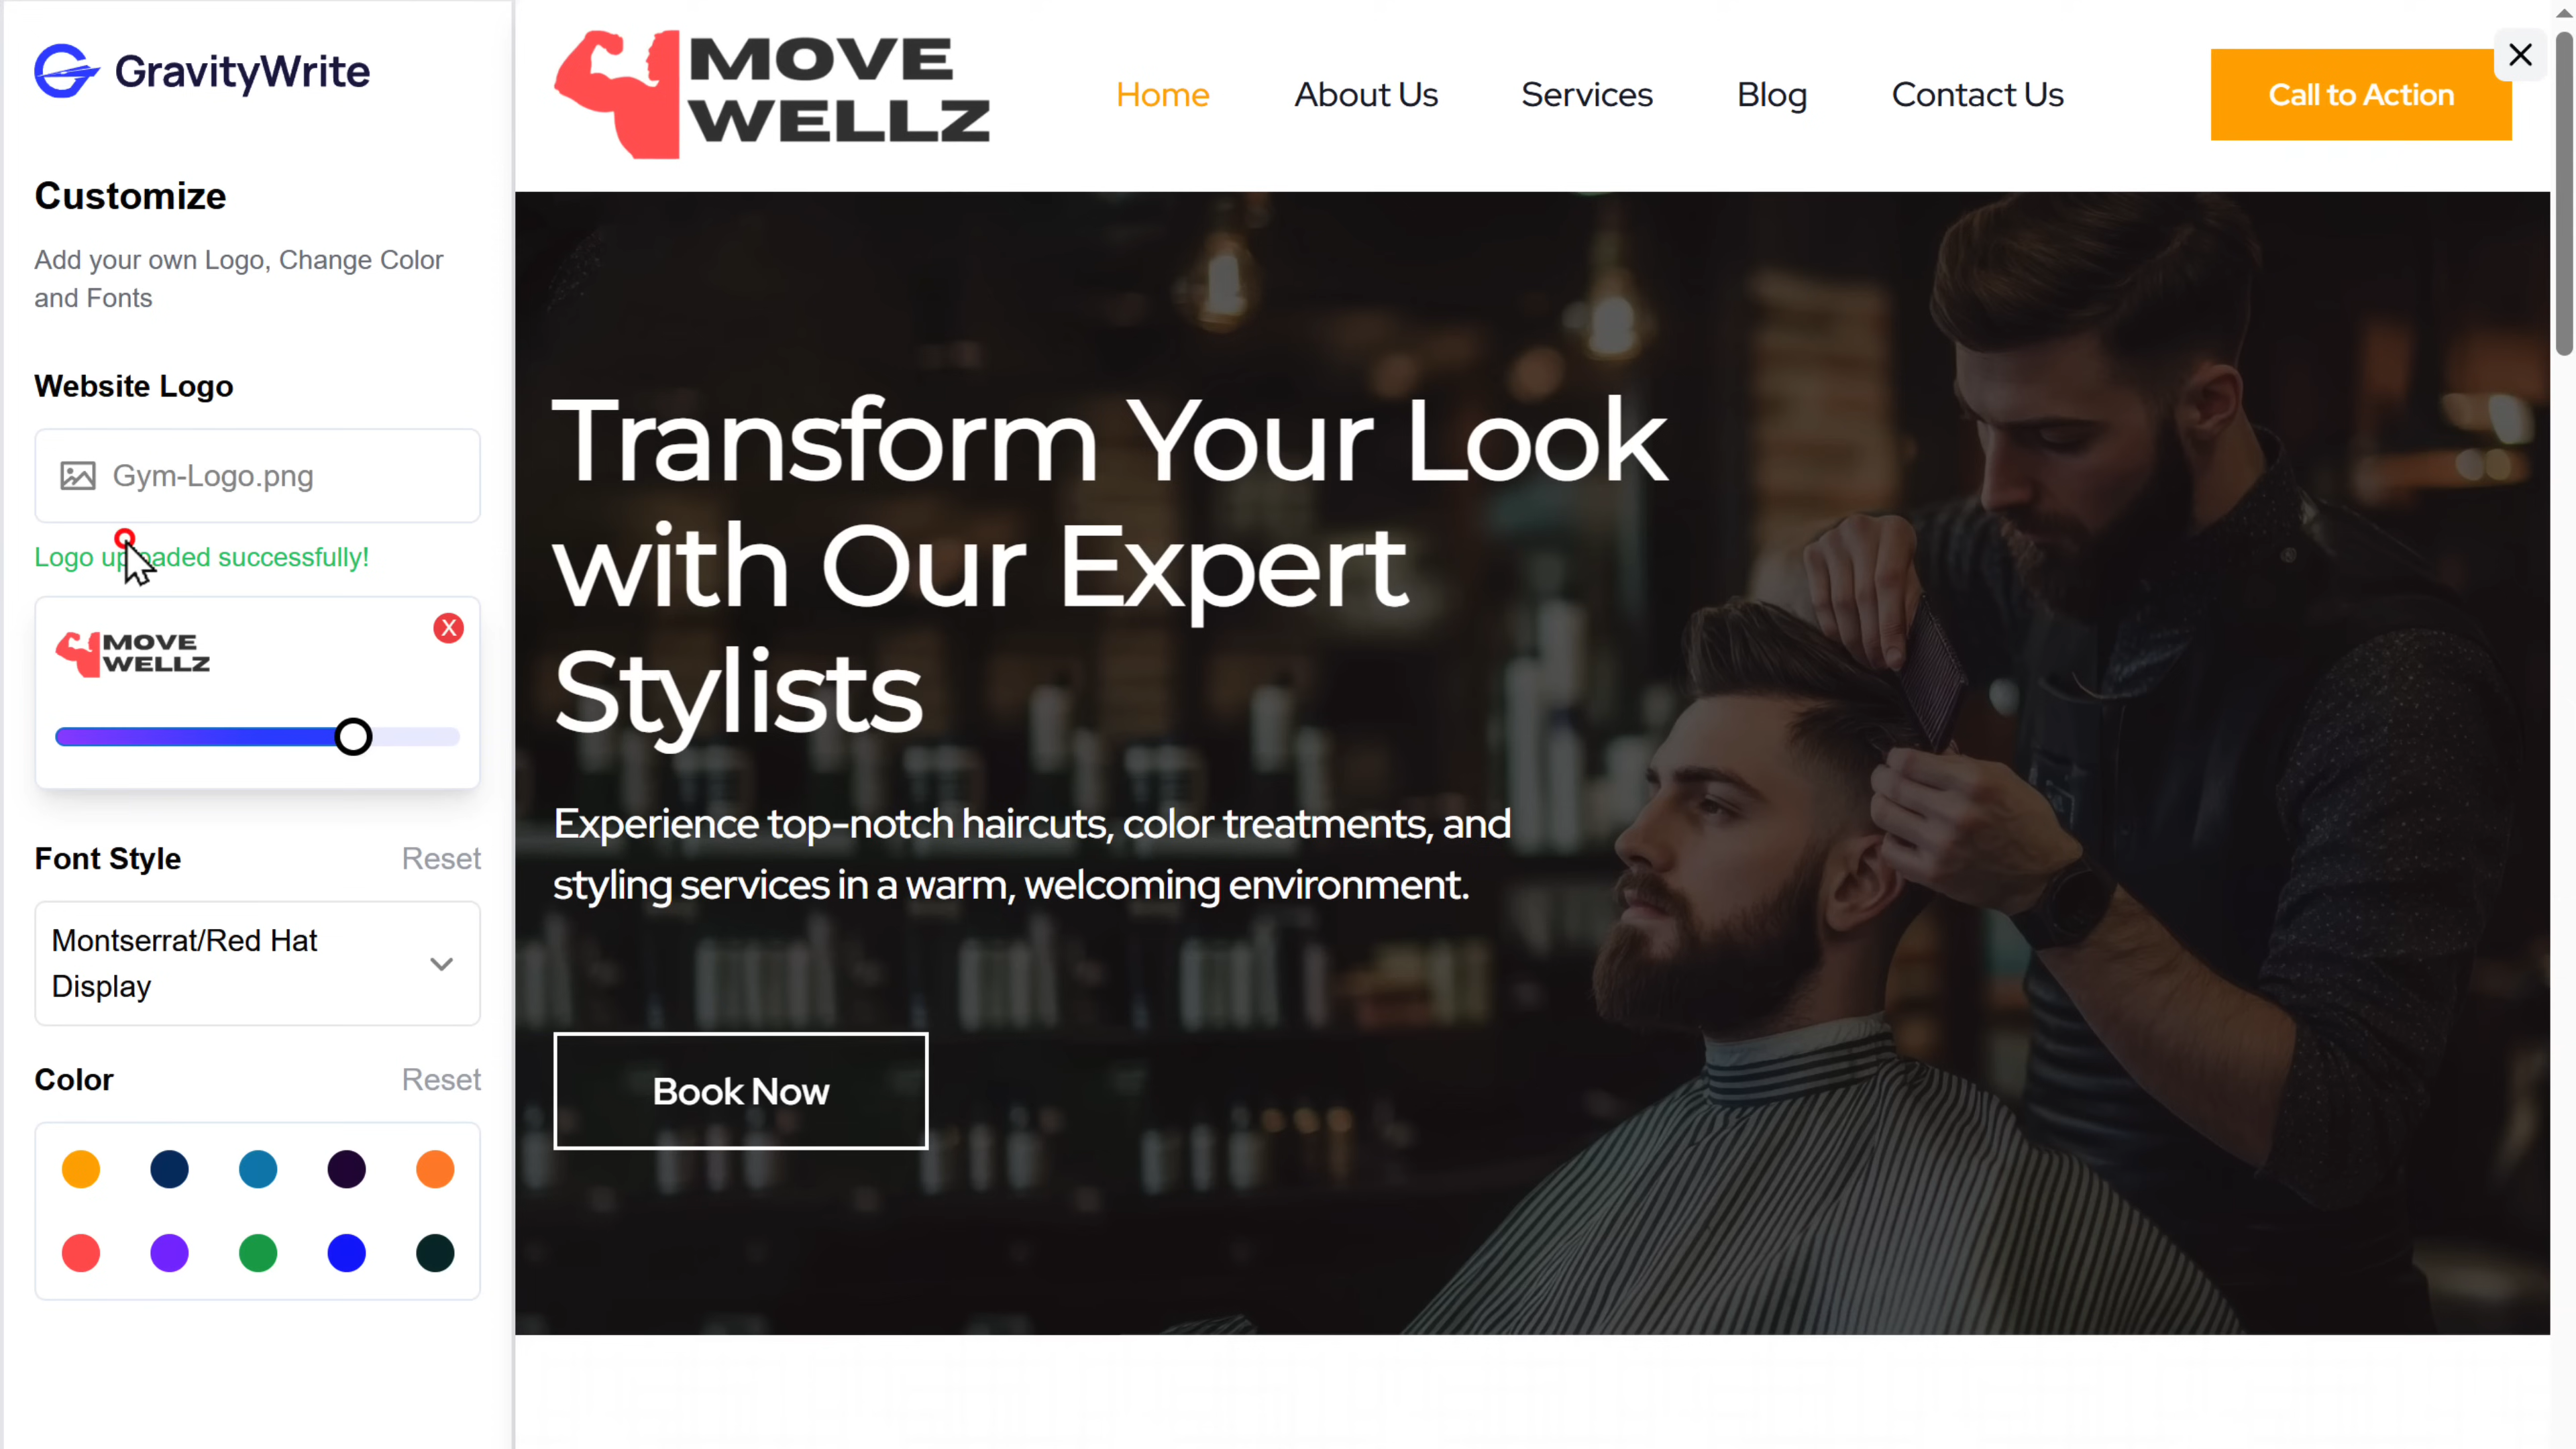 GravityWrite
Customize
Add your own Logo, Change Color
and Fonts
Website Logo
Gym-Logo.png
Logo uploaded successfully!
MOVE
WELLZ
X
Font Style
Reset
Montserrat/Red Hat
Display
Color
Reset
MOVE
WELLZ
Home
About Us
Services
Blog
Contact Us
Call to Action
Transform Your Look
with Our Expert
Stylists
Experience top-notch haircuts, color treatments, and
styling services in a warm, welcoming environment.
Book Now